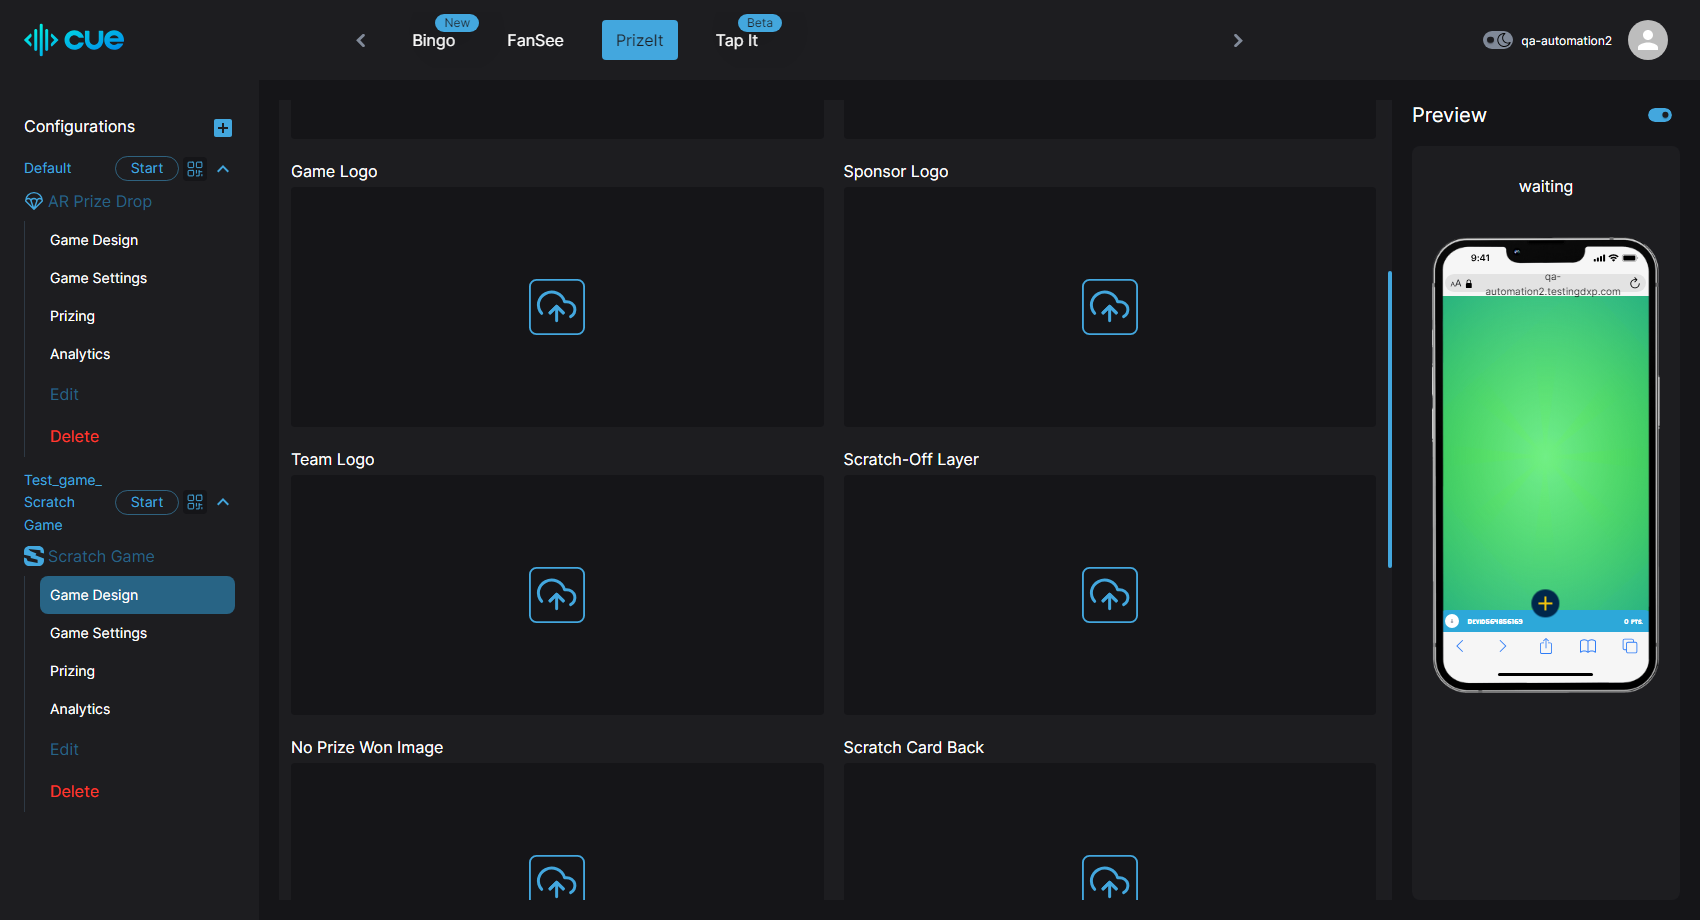 cue
New
Bingo
FanSee
PrizeIt
Beta
Tap It
qa-automation2
Configurations
Default
Start
AR Prize Drop
Game Design
Game Settings
Prizing
Analytics
Edit
Delete
Test_game_
Scratch
Game
Start
Scratch Game
Game Design
Game Settings
Prizing
Analytics
Edit
Delete
Game Logo
Sponsor Logo
Team Logo
Scratch-Off Layer
No Prize Won Image
Scratch Card Back
Preview
waiting
9:41
AA
qa-
automation2.testingdxp.com
0 PTS.